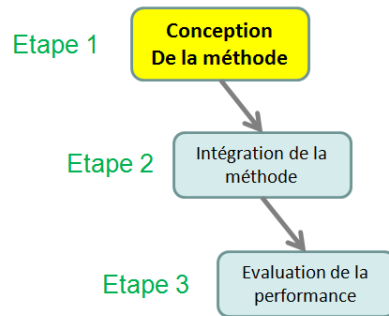 Etape 1
Conception
De la méthode
Etape 2
Intégration de la
méthode
Etape 3
Evaluation de la
performance